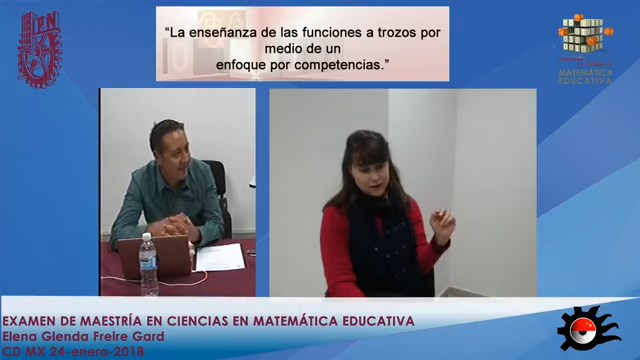 IPN
“La enseñanza de las funciones a trozos por
medio de un
enfoque por competencias.”
MATEMÁTICA
EDUCATIVA
EXAMEN DE MAESTRÍA EN CIENCIAS EN MATEMÁTICA EDUCATIVA
Elena Glenda Freire Gard
CD MX 24-enero-2018